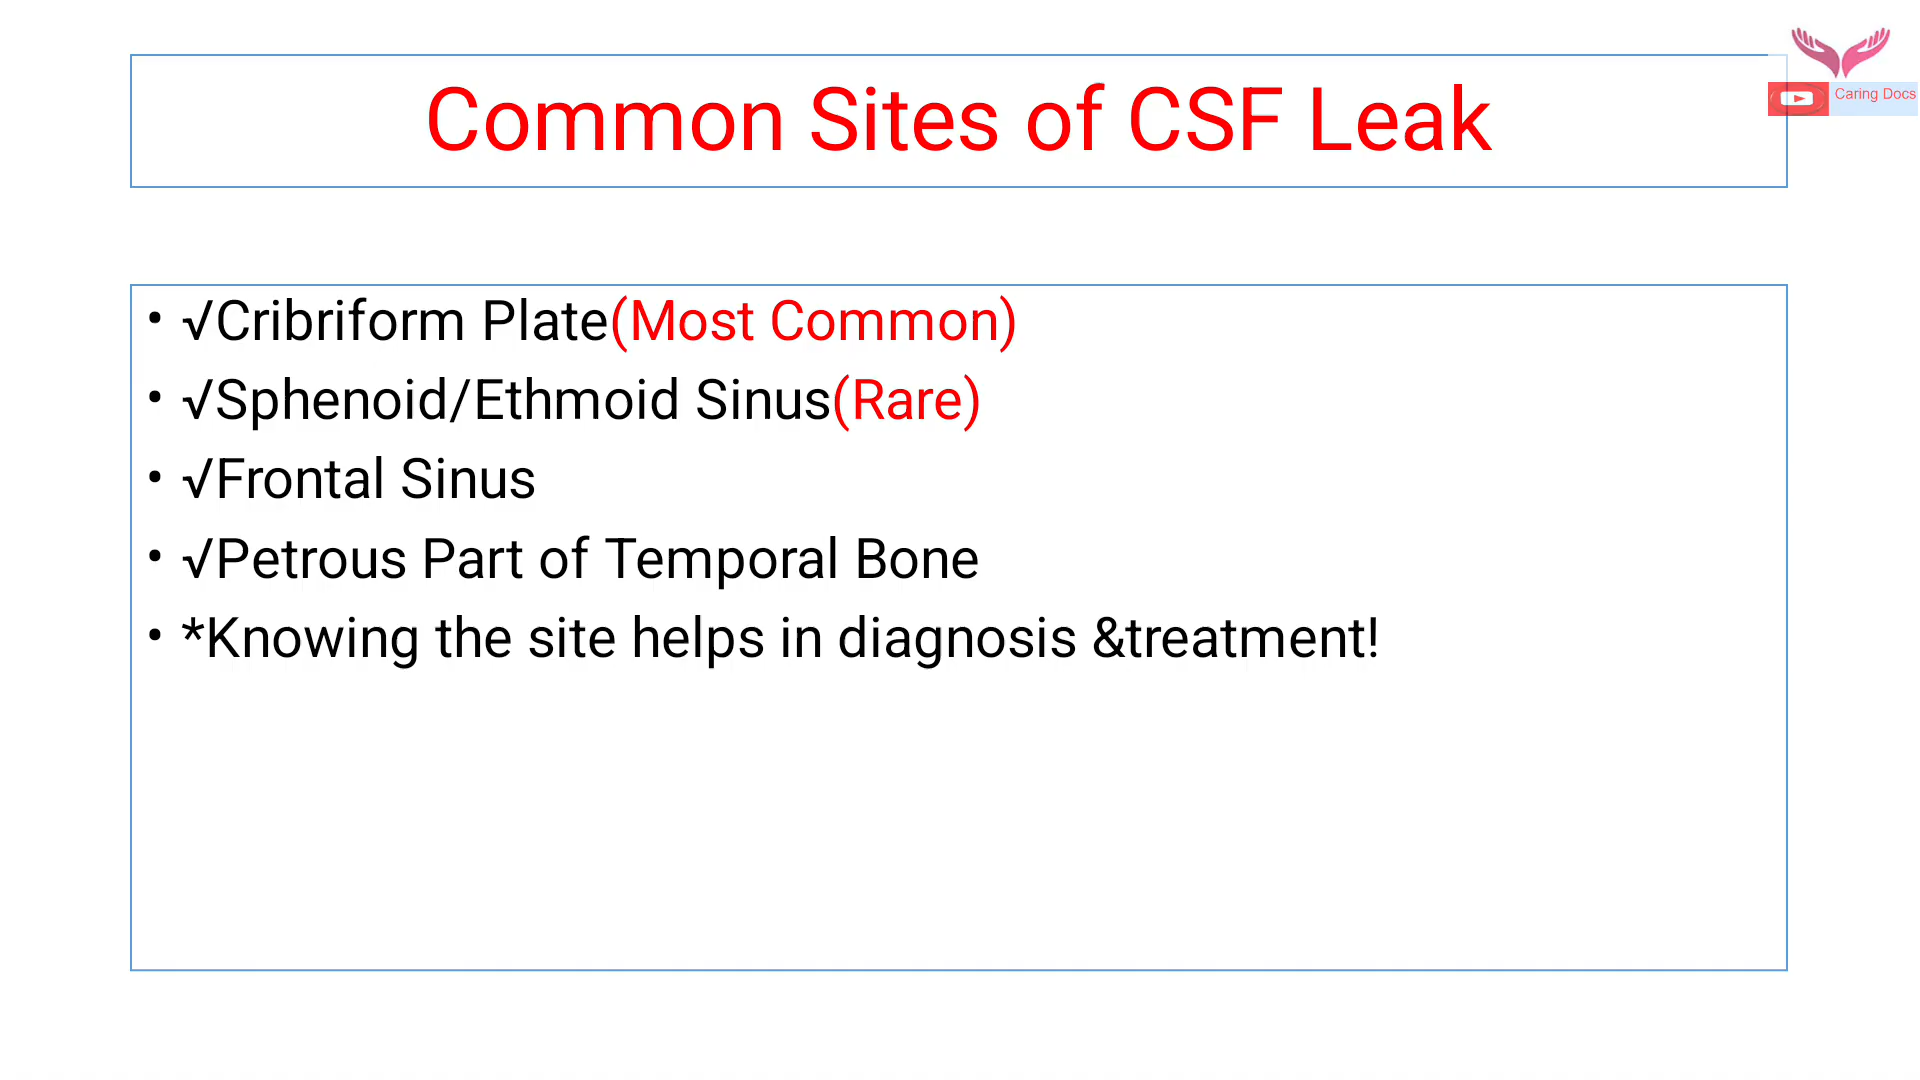 Common Sites of CSF Leak
Caring Docs
• √Cribriform Plate(Most Common)
• √Sphenoid/Ethmoid Sinus(Rare)
• √Frontal Sinus
• √Petrous Part of Temporal Bone
• *Knowing the site helps in diagnosis &treatment!